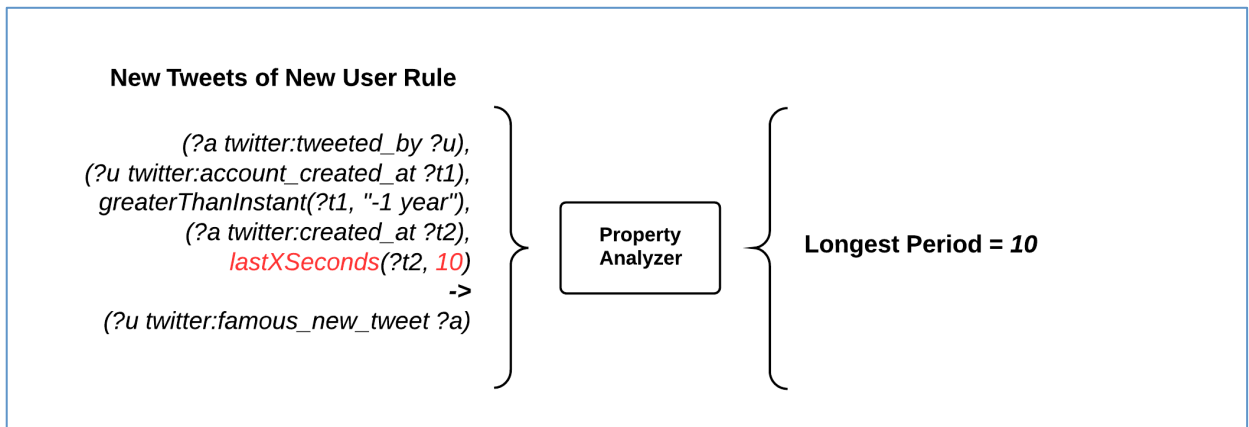 New Tweets of New User Rule
(?a twitter:tweeted_by ?u),
(?u twitter:account_created_at ?t1),
greaterThanInstant(?t1, "-1 year"),
(?a twitter:created_at ?t2),
lastXSeconds(?t2, 10)
->
(?u twitter:famous_new_tweet ?a)
Property
Analyzer
Longest Period = 10